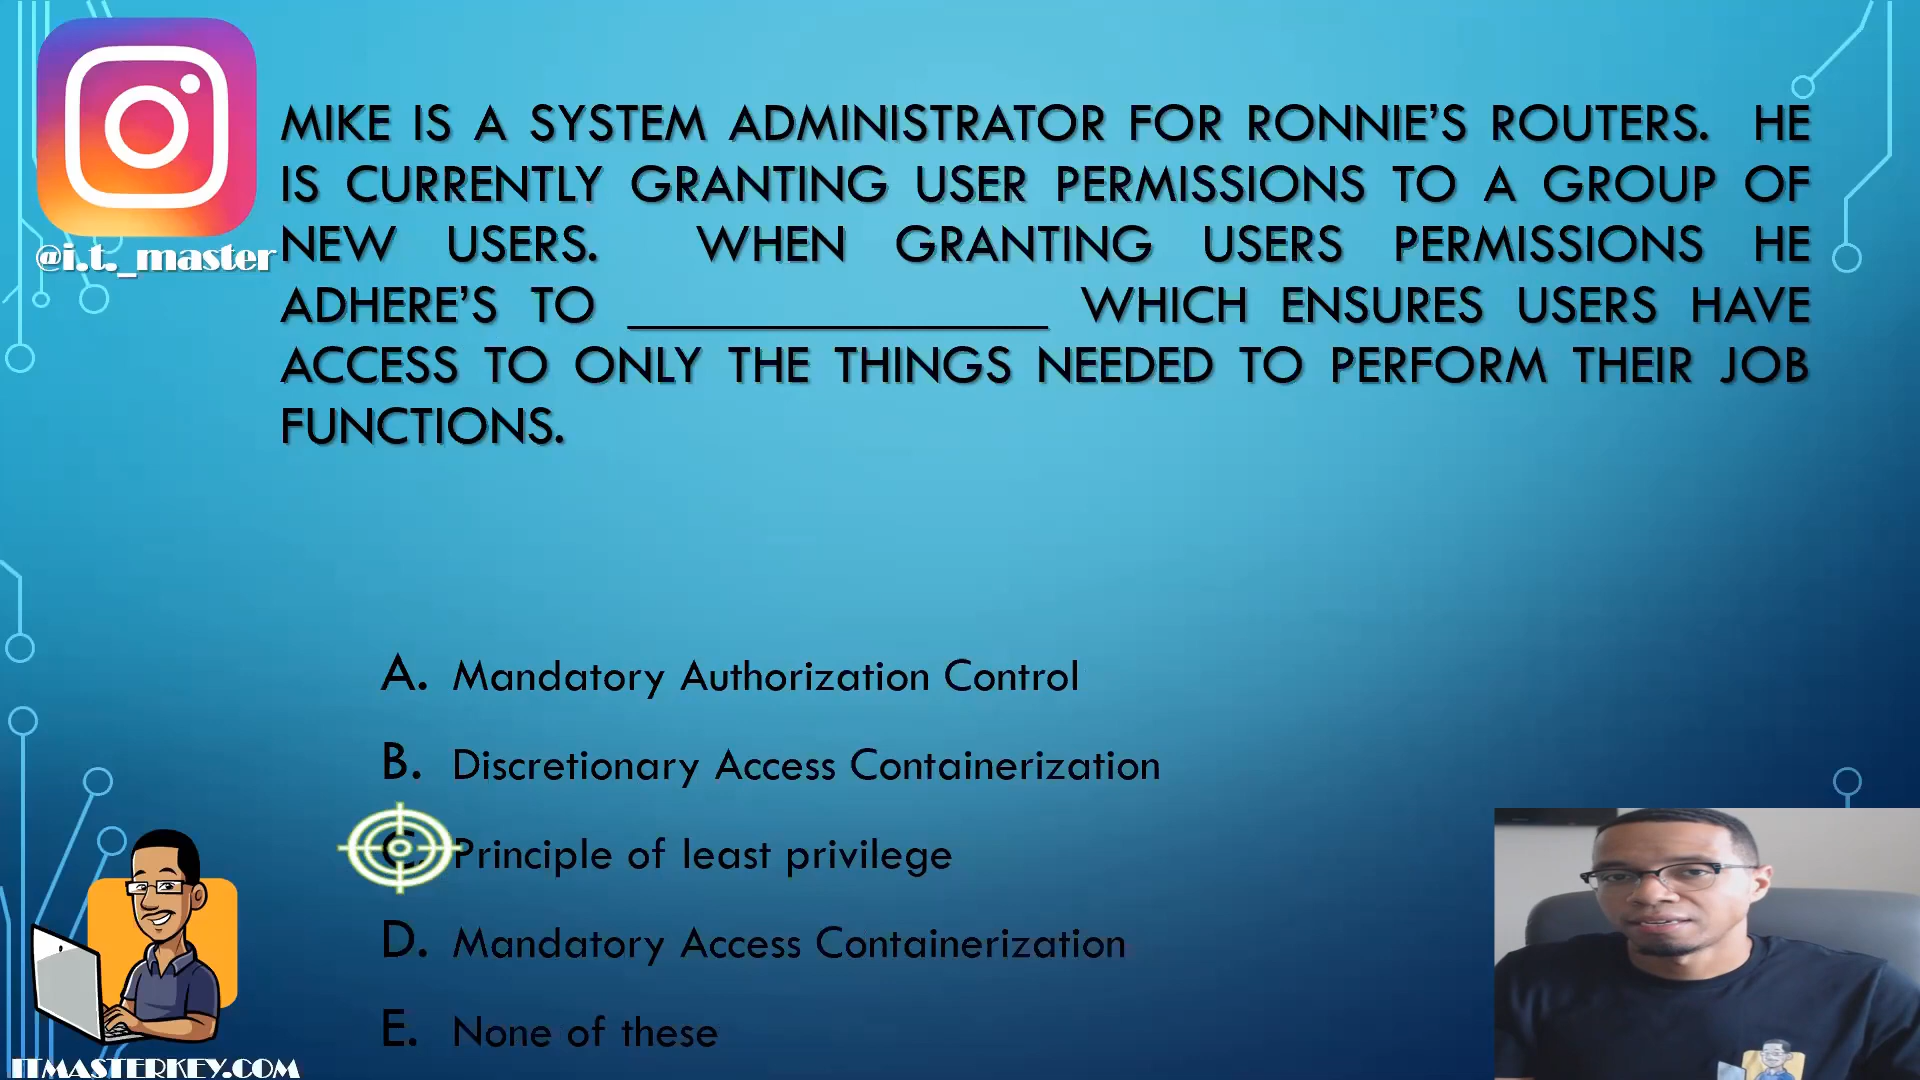 @i.t._master
MIKE IS A SYSTEM ADMINISTRATOR FOR RONNIE'S ROUTERS. HE
IS CURRENTLY GRANTING USER PERMISSIONS TO A GROUP OF
NEW USERS. WHEN GRANTING USERS PERMISSIONS HE
ADHERE'S TO ________________ WHICH ENSURES USERS HAVE
ACCESS TO ONLY THE THINGS NEEDED TO PERFORM THEIR JOB
FUNCTIONS.
A. Mandatory Authorization Control
B. Discretionary Access Containerization
C. Principle of least privilege
D. Mandatory Access Containerization
E. None of these
ITMASTERKEY.COM